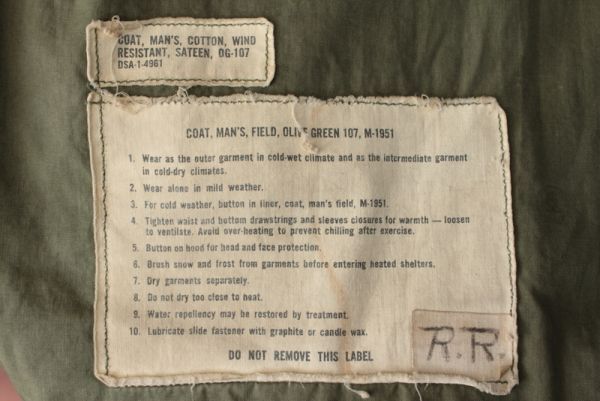 COAT, MAN'S, COTTON, WIND
RESISTANT, SATEEN, OG-107
DSA-1-4961
COAT, MAN'S, FIELD, OLIVE GREEN 107, M-1951
1. Wear as the outer garment in cold-wet climate and as the intermediate garment
in cold-dry climates.
2. Wear alone in mild weather.
3. For cold weather, button in liner, coat, man's field, M-1951.
4. Tighten waist and bottom drawstrings and sleeves closures for warmth — loosen
to ventilate. Avoid over-heating to prevent chilling after exercise.
5. Button on hood for head and face protection.
6. Brush snow and frost from garments before entering heated shelters.
7. Dry garments separately.
8. Do not dry too close to heat.
9. Water repellency may be restored by treatment.
10. Lubricate slide fastener with graphite or candle wax.
DO NOT REMOVE THIS LABEL
R.R.